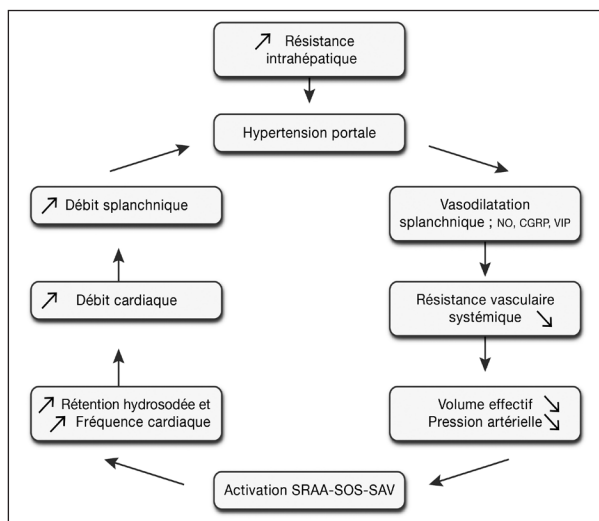 ↗ Résistance
intrahépatique
Hypertension portale
Vasodilatation
splanchnique ; NO, CGRP, VIP
Résistance vasculaire
systémique ↘
Volume effectif ↘
Pression artérielle ↘
Activation SRAA-SOS-SAV
↗ Rétention hydrosodée et
↗ Fréquence cardiaque
↗ Débit cardiaque
↗ Débit splanchnique